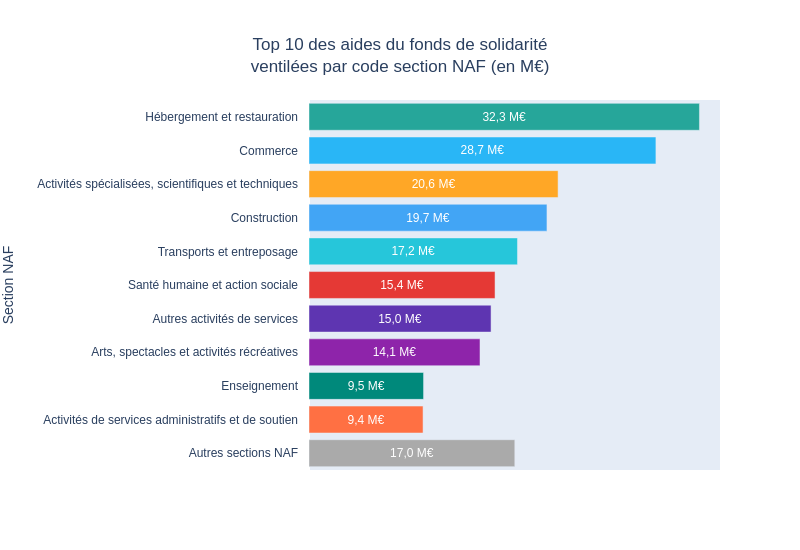 Top 10 des aides du fonds de solidarité
ventilées par code section NAF (en M€)
Section NAF
Hébergement et restauration 32,3 M€
Commerce 28,7 M€
Activités spécialisées, scientifiques et techniques 20,6 M€
Construction 19,7 M€
Transports et entreposage 17,2 M€
Santé humaine et action sociale 15,4 M€
Autres activités de services 15,0 M€
Arts, spectacles et activités récréatives 14,1 M€
Enseignement 9,5 M€
Activités de services administratifs et de soutien 9,4 M€
Autres sections NAF 17,0 M€